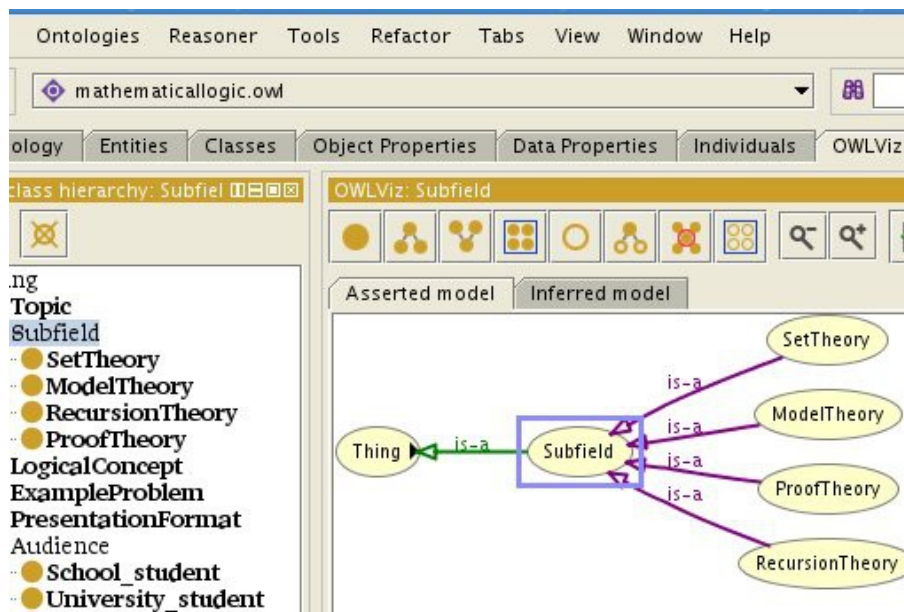 Ontologies Reasoner Tools Refactor Tabs View Window Help
mathematicallogic.owl
ology Entities Classes Object Properties Data Properties Individuals OWLViz
class hierarchy: Subfiel
OWLViz: Subfield
ng
Topic
Subfield
SetTheory
ModelTheory
RecursionTheory
ProofTheory
LogicalConcept
ExampleProblem
PresentationFormat
Audience
School_student
University_student
Asserted model Inferred model
SetTheory
is-a
ModelTheory
is-a
Thing is-a Subfield
is-a
ProofTheory
is-a
RecursionTheory